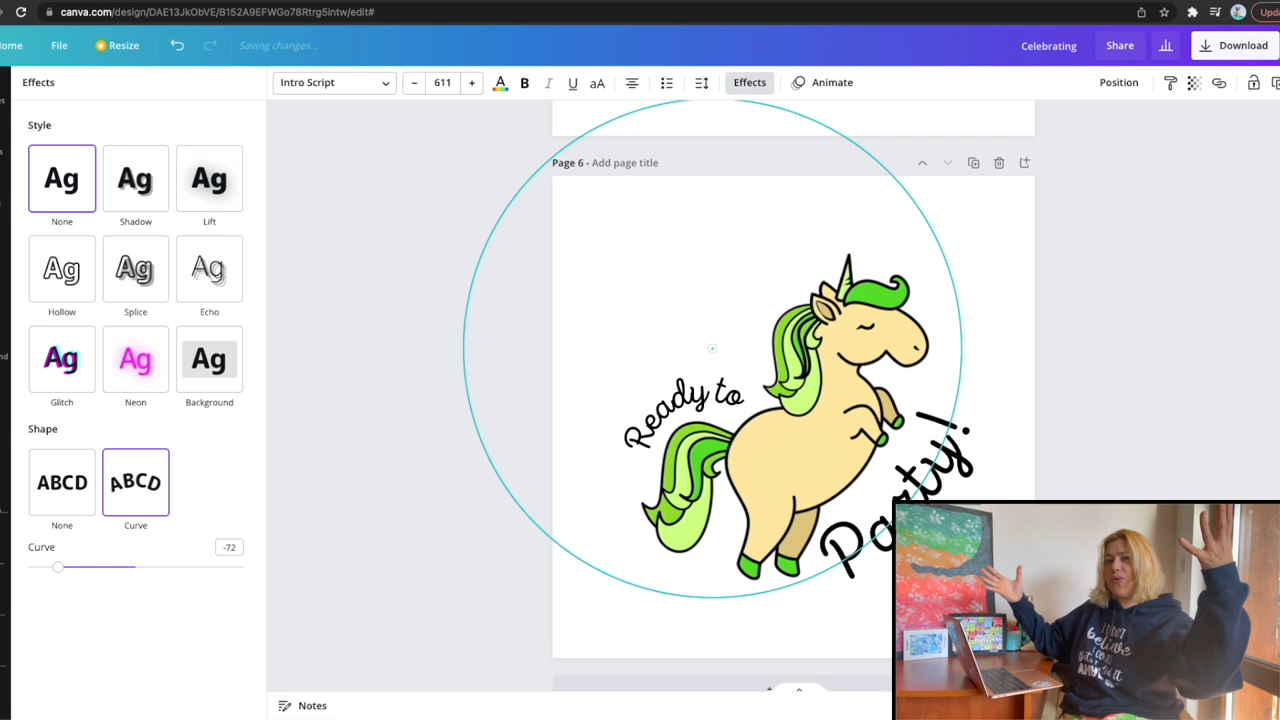 canva.com/design/DAE13JkObVE/B152A9EFWGo78Rtrg5intw/edit#
ome File Resize Saving changes... Celebrating Share Download
Effects Intro Script 611 A B I U aA Effects Animate Position
Style
Page 6 - Add page title
Ag Ag Ag
None Shadow Lift
Ag Ag Ag
Hollow Splice Echo
Ag Ag Ag
Glitch Neon Background
Ready to
Party!
Shape
ABCD ABCD
None Curve
Curve -72
Notes
believe